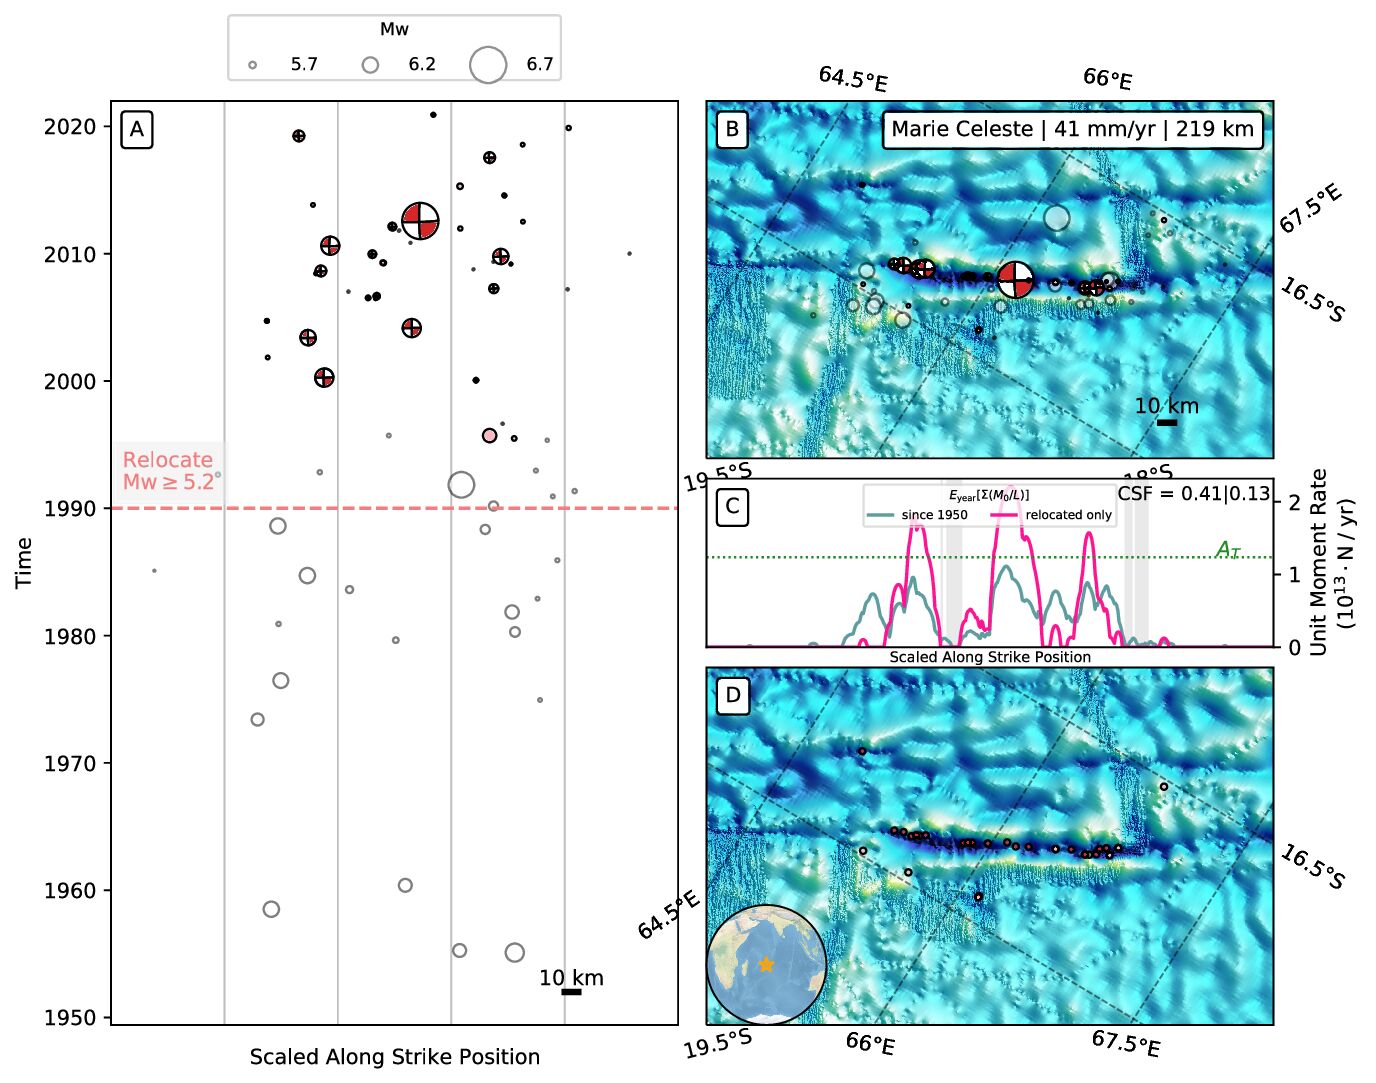 Mw
5.7 6.2 6.7
A
2020
2010
2000
1990
1980
1970
1960
1950
Time
Relocate
Mw ≥ 5.2
10 km
Scaled Along Strike Position
64.5°E 66°E
B
Marie Celeste | 41 mm/yr | 219 km
67.5°E
16.5°S
10 km
19.5°S 18°S
C
E_year[Σ(M₀/L)]
since 1950 relocated only
CSF = 0.41|0.13
A_T
2
1
0
Unit Moment Rate
(10¹³ · N / yr)
Scaled Along Strike Position
D
16.5°S
64.5°E
19.5°S 66°E 67.5°E